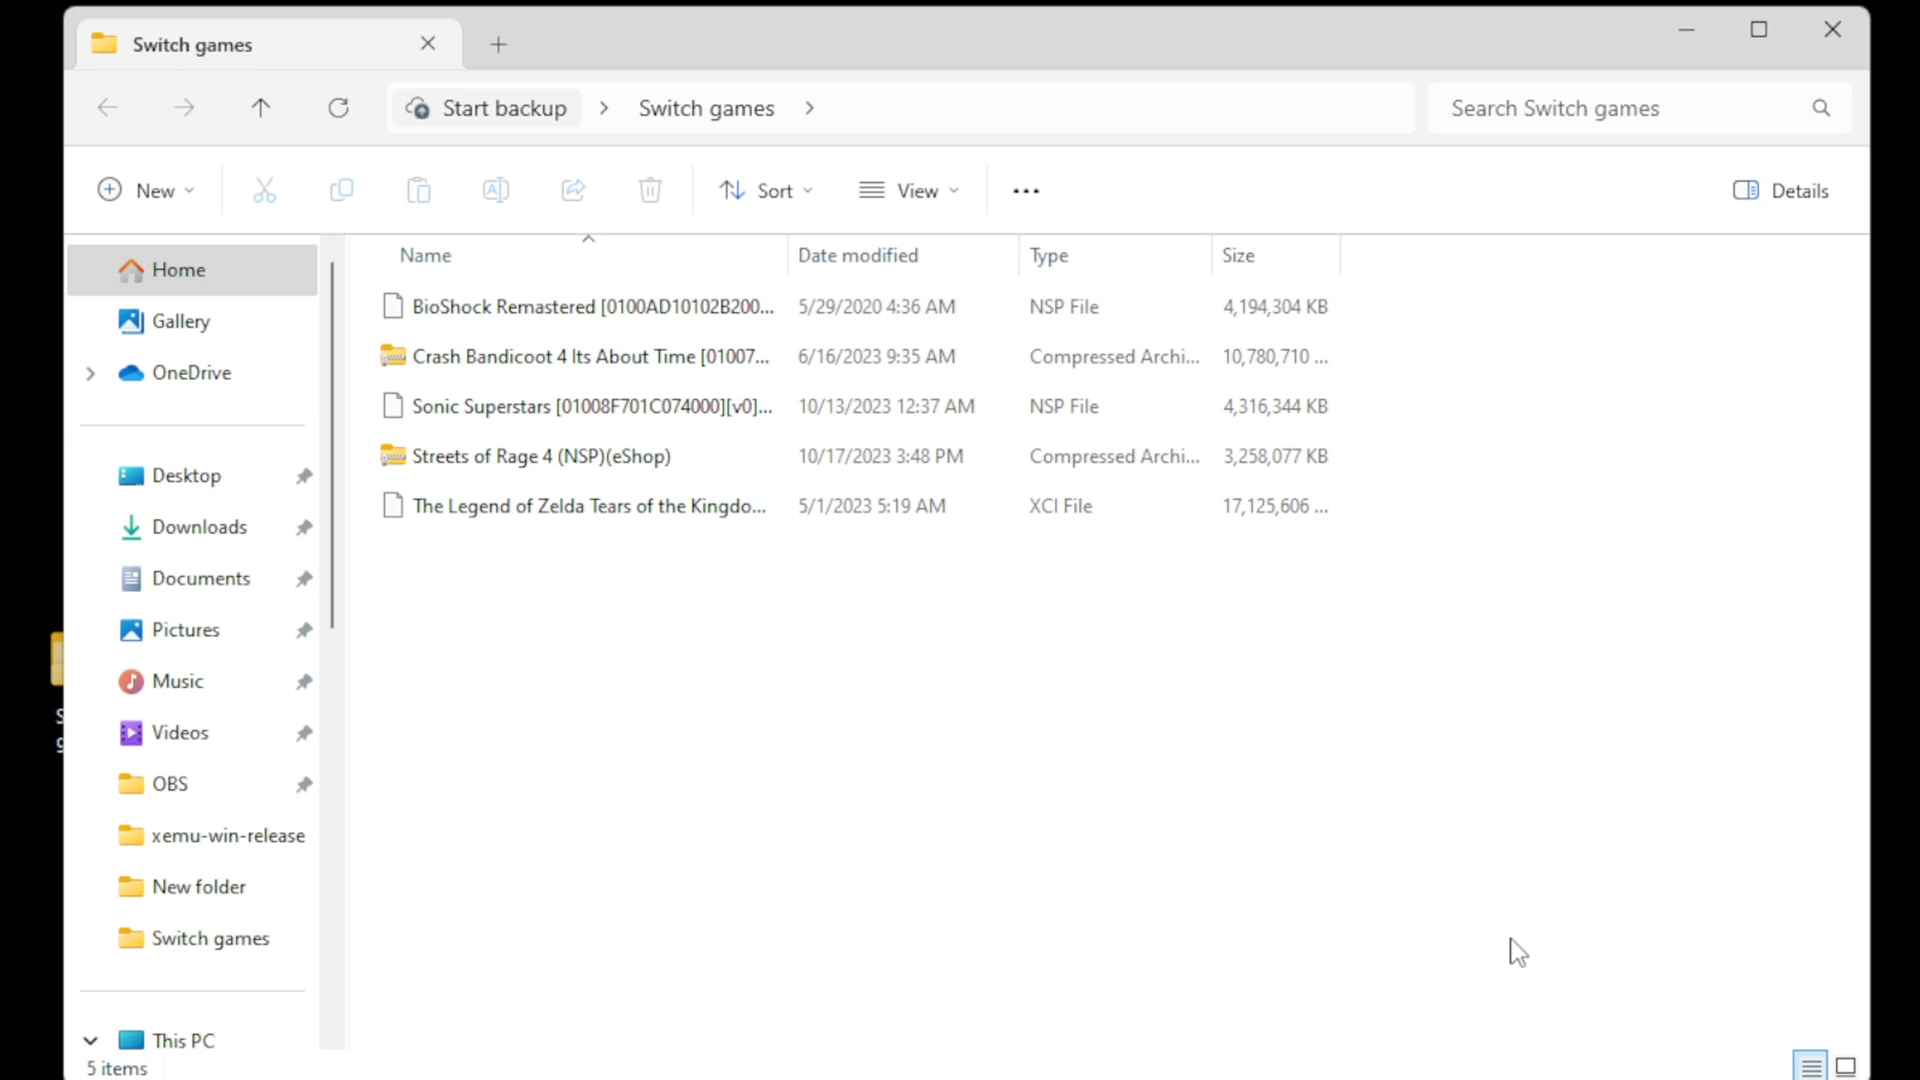 Switch games
Start backup > Switch games >
Search Switch games
New
Sort
View
Details
Name Date modified Type Size
BioShock Remastered [0100AD10102B200... 5/29/2020 4:36 AM NSP File 4,194,304 KB
Crash Bandicoot 4 Its About Time [01007... 6/16/2023 9:35 AM Compressed Archi... 10,780,710 ...
Sonic Superstars [01008F701C074000][v0]... 10/13/2023 12:37 AM NSP File 4,316,344 KB
Streets of Rage 4 (NSP)(eShop) 10/17/2023 3:48 PM Compressed Archi... 3,258,077 KB
The Legend of Zelda Tears of the Kingdo... 5/1/2023 5:19 AM XCI File 17,125,606 ...
Home
Gallery
OneDrive
Desktop
Downloads
Documents
Pictures
Music
Videos
OBS
xemu-win-release
New folder
Switch games
This PC
5 items